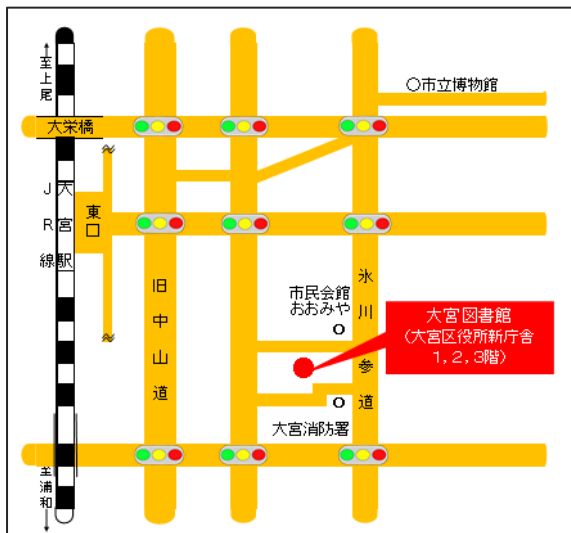 至上尾
○市立博物館
大栄橋
JR線
大宮駅
東口
旧中山道
氷川参道
市民会館
おおみや
大宮図書館
(大宮区役所新庁舎
1,2,3階)
大宮消防署
至浦和